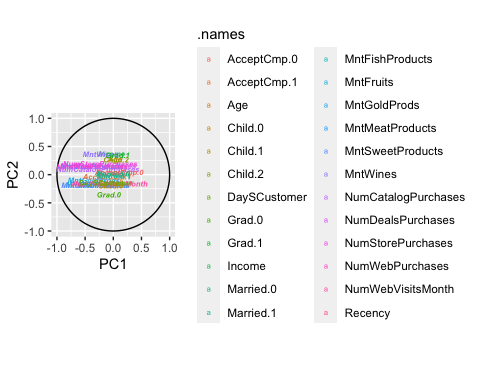 .names
AcceptCmp.0
AcceptCmp.1
Age
Child.0
Child.1
Child.2
DaySCustomer
Grad.0
Grad.1
Income
Married.0
Married.1
MntFishProducts
MntFruits
MntGoldProds
MntMeatProducts
MntSweetProducts
MntWines
NumCatalogPurchases
NumDealsPurchases
NumStorePurchases
NumWebPurchases
NumWebVisitsMonth
Recency
PC2
1.0
0.5
0.0
-0.5
-1.0
Grad.0
-1.0 -0.5 0.0 0.5 1.0
PC1